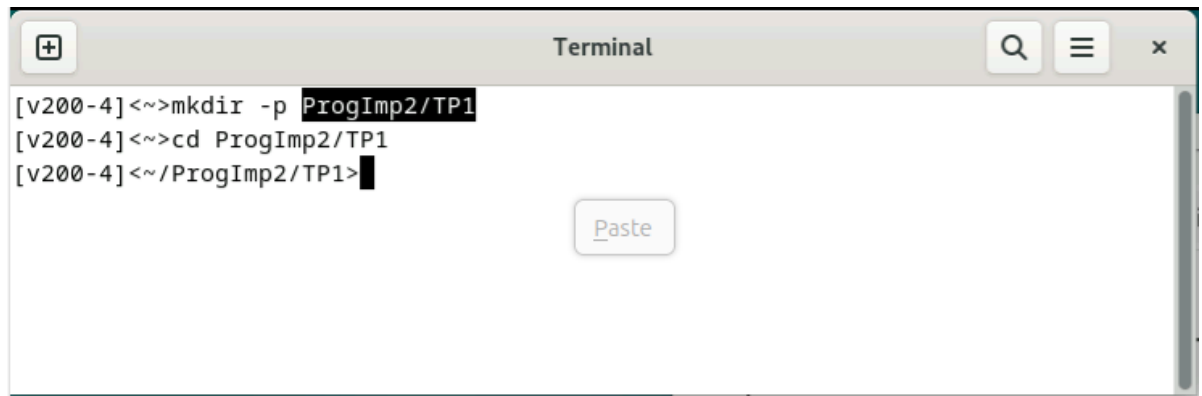 Terminal
[v200-4]<~>mkdir -p ProgImp2/TP1
[v200-4]<~>cd ProgImp2/TP1
[v200-4]<~/ProgImp2/TP1>
Paste